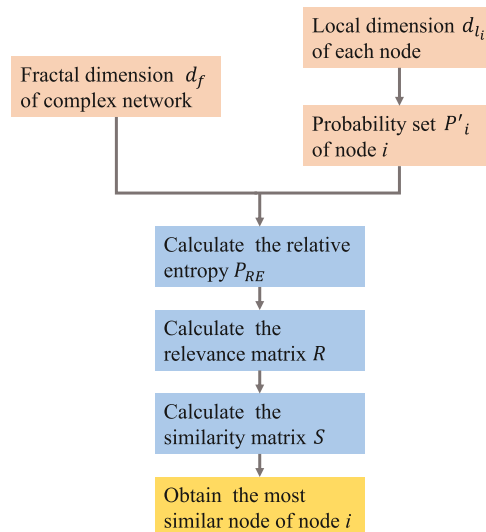 Local dimension $d_{l_i}$
of each node
Fractal dimension $d_f$
of complex network
Probability set $P'_i$
of node $i$
Calculate the relative
entropy $P_{RE}$
Calculate the
relevance matrix $R$
Calculate the
similarity matrix $S$
Obtain the most
similar node of node $i$